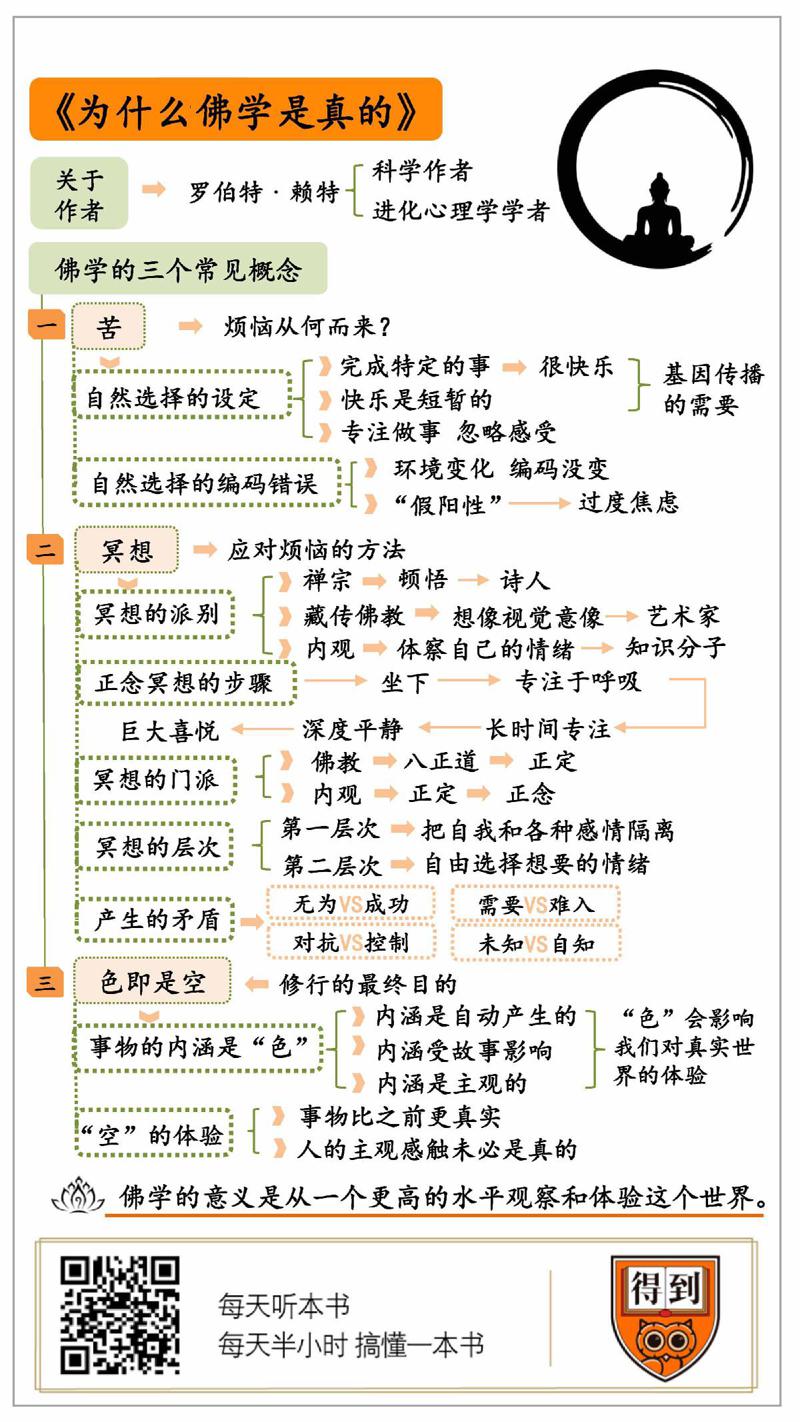 《为什么佛学是真的》
关于
作者
罗伯特·赖特
科学作者
进化心理学学者
佛学的三个常见概念
一 苦 烦恼从何而来？
自然选择的设定
完成特定的事 很快乐
快乐是短暂的
专注做事 忽略感受
基因传播
的需要
自然选择的编码错误
环境变化 编码没变
“假阳性” 过度焦虑
二 冥想 应对烦恼的方法
冥想的派别
禅宗 顿悟 诗人
藏传佛教 想像视觉意像 艺术家
内观 体察自己的情绪 知识分子
正念冥想的步骤 坐下 专注于呼吸
巨大喜悦 深度平静 长时间专注
冥想的门派
佛教 八正道 正定
内观 正定 正念
冥想的层次
第一层次 把自我和各种感情隔离
第二层次 自由选择想要的情绪
产生的矛盾
无为VS成功 需要VS难入
对抗VS控制 未知VS自知
三 色即是空 修行的最终目的
事物的内涵是“色”
内涵是自动产生的
内涵受故事影响
内涵是主观的
“色”会影响
我们对真实世
界的体验
“空”的体验
事物比之前更真实
人的主观感触未必是真的
佛学的意义是从一个更高的水平观察和体验这个世界。
每天听本书
每天半小时 搞懂一本书
得到